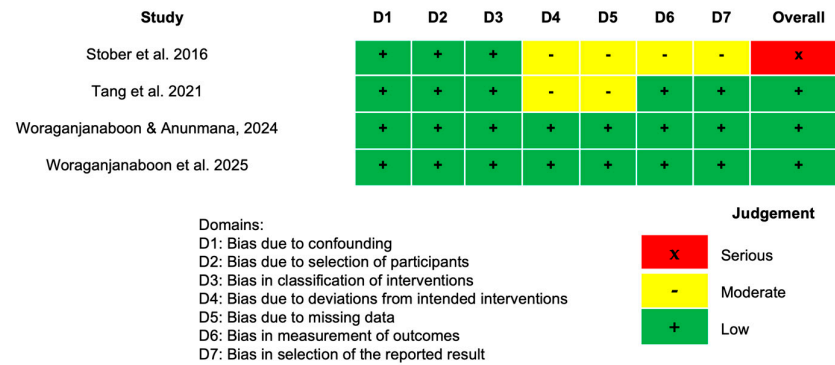 Study D1 D2 D3 D4 D5 D6 D7 Overall
Stober et al. 2016 + + + - - - - x
Tang et al. 2021 + + + - - + + +
Woraganjanaboon & Anunmana, 2024 + + + + + + + +
Woraganjanaboon et al. 2025 + + + + + + + +
Domains:
D1: Bias due to confounding
D2: Bias due to selection of participants
D3: Bias in classification of interventions
D4: Bias due to deviations from intended interventions
D5: Bias due to missing data
D6: Bias in measurement of outcomes
D7: Bias in selection of the reported result
Judgement
x Serious
- Moderate
+ Low